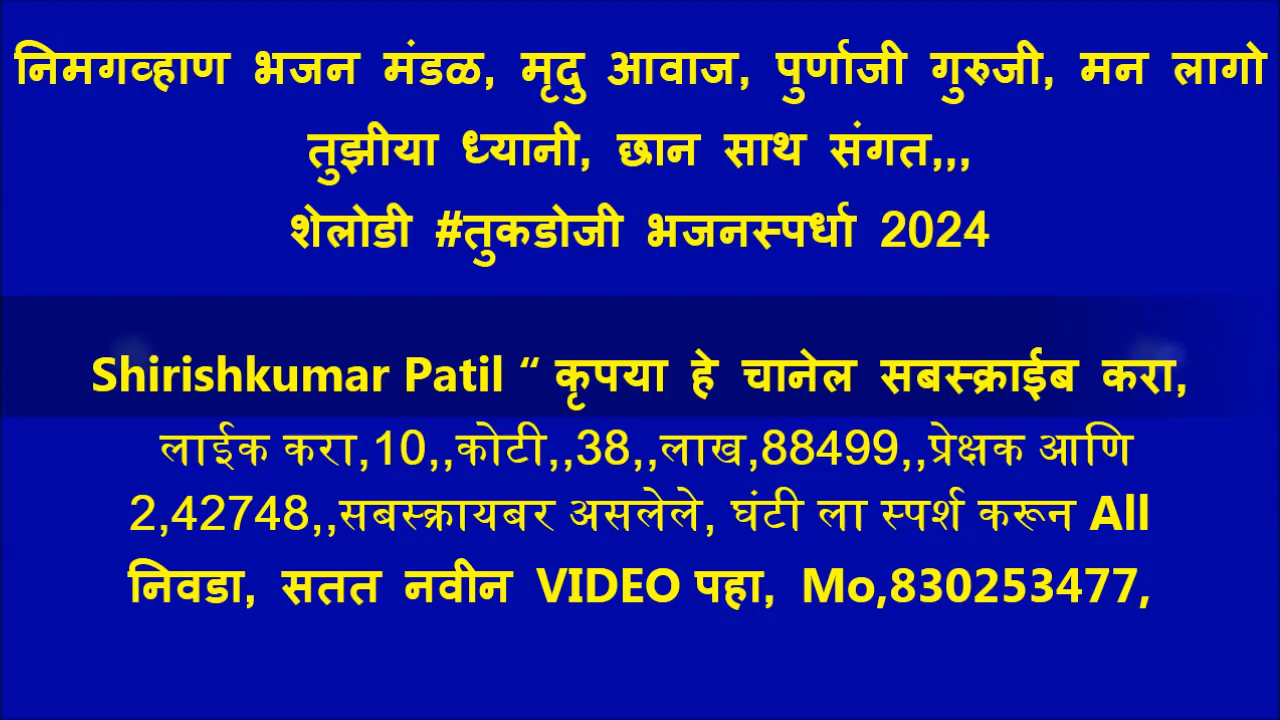 निमगव्हाण भजन मंडळ, मृदु आवाज, पुर्णाजी गुरुजी, मन लागो
तुझीया ध्यानी, छान साथ संगत,,,
शेलोडी #तुकडोजी भजनस्पर्धा 2024
Shirishkumar Patil “ कृपया हे चानेल सबस्क्राईब करा,
लाईक करा,10,,कोटी,,38,,लाख,88499,,प्रेक्षक आणि
2,42748,,सबस्क्रायबर असलेले, घंटी ला स्पर्श करून All
निवडा, सतत नवीन VIDEO पहा, Mo,830253477,